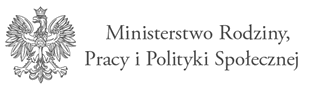 Ministerstwo Rodziny,
Pracy i Polityki Społecznej